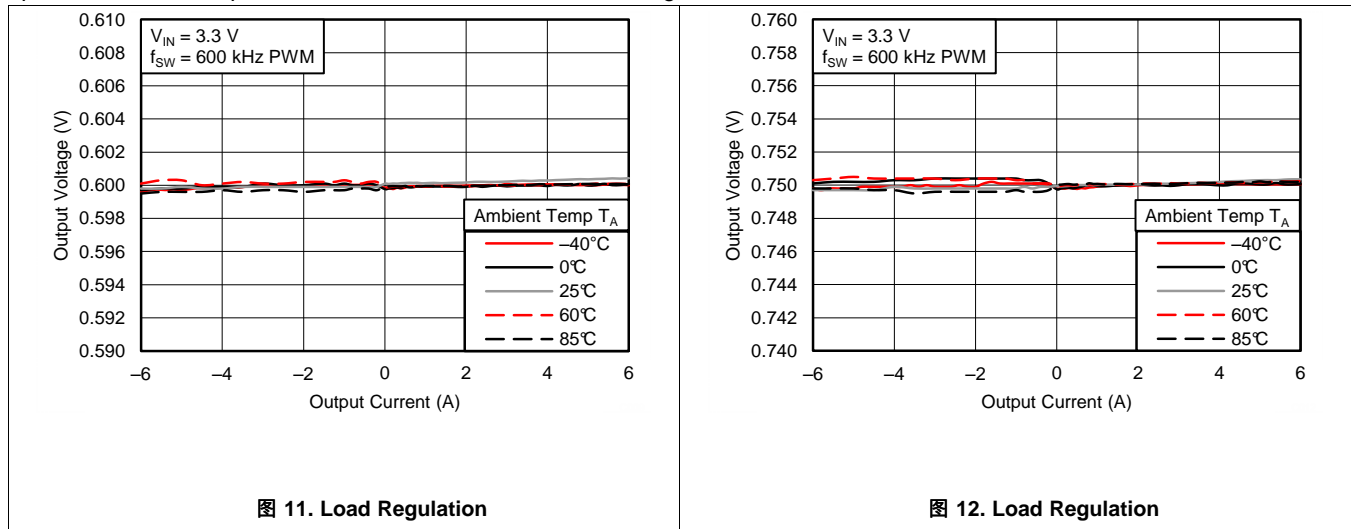 0.610
0.608
0.606
0.604
0.602
0.600
0.598
0.596
0.594
0.592
0.590
Output Voltage (V)
V_IN = 3.3 V
f_SW = 600 kHz PWM
Ambient Temp T_A
–40°C
0℃
25℃
60℃
85℃
–6 –4 –2 0 2 4 6
Output Current (A)
图 11. Load Regulation
0.760
0.758
0.756
0.754
0.752
0.750
0.748
0.746
0.744
0.742
0.740
Output Voltage (V)
V_IN = 3.3 V
f_SW = 600 kHz PWM
Ambient Temp T_A
–40°C
0℃
25℃
60℃
85℃
–6 –4 –2 0 2 4 6
Output Current (A)
图 12. Load Regulation